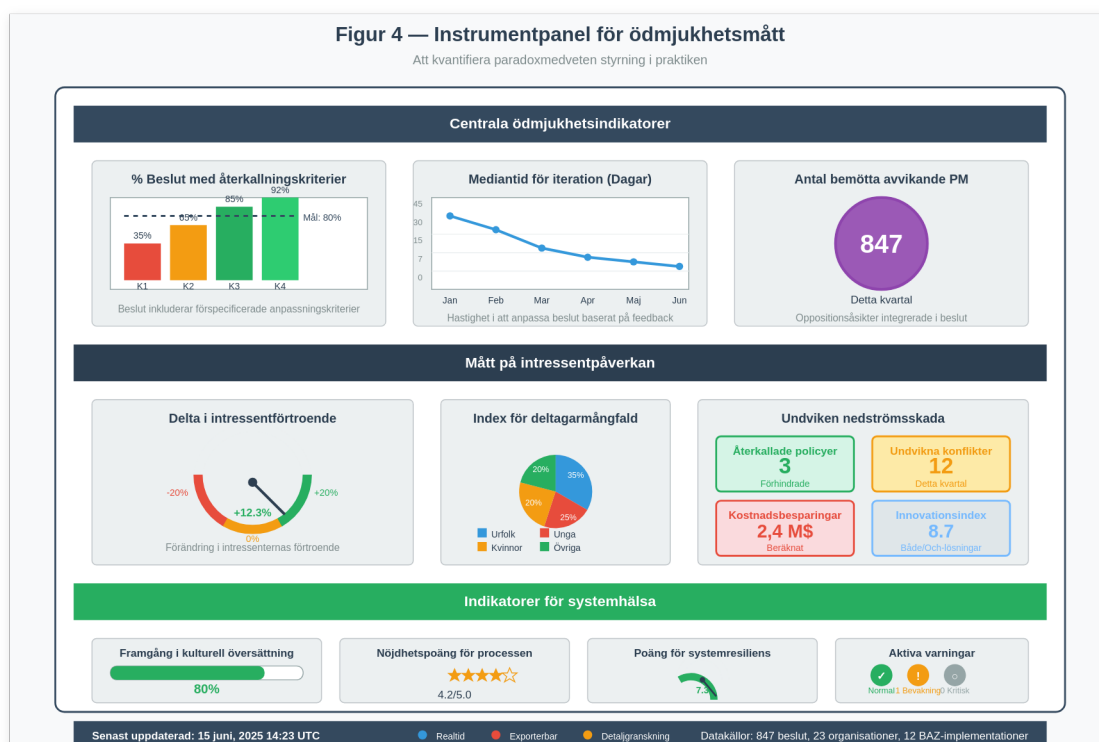 Figur 4 — Instrumentpanel för ödmjukhetsmått
Att kvantifiera paradoxmedveten styrning i praktiken
Centrala ödmjukhetsindikatorer
% Beslut med återkallningskriterier
92%
85%
65%
35%
Mål: 80%
K1 K2 K3 K4
Beslut inkluderar förspecificerade anpassningskriterier
Mediantid för iteration (Dagar)
45
30
15
7
0
Jan Feb Mar Apr Maj Jun
Hastighet i att anpassa beslut baserat på feedback
Antal bemötta avvikande PM
847
Detta kvartal
Oppositionsåsikter integrerade i beslut
Mått på intressentpåverkan
Delta i intressentförtroende
-20%
+20%
+12.3%
0%
Förändring i intressenternas förtroende
Index för deltagarmångfald
20%
35%
20%
25%
Urfolk Unga
Kvinnor Övriga
Undviken nedströmsskada
Återkallade policyer
3
Förhindrade
Undvikna konflikter
12
Detta kvartal
Kostnadsbesparingar
2,4 M$
Beräknat
Innovationsindex
8.7
Både/Och-lösningar
Indikatorer för systemhälsa
Framgång i kulturell översättning
80%
Nöjdhetspoäng för processen
4.2/5.0
Poäng för systemresiliens
7.3
Aktiva varningar
Normal 1 Bevakning 0 Kritisk
Senast uppdaterad: 15 juni, 2025 14:23 UTC
Realtid Exporterbar Detaljgranskning
Datakällor: 847 beslut, 23 organisationer, 12 BAZ-implementationer